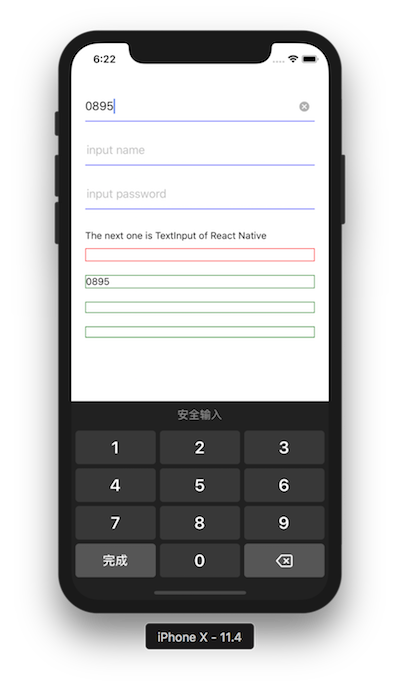 6:22
0895
input name
input password
The next one is TextInput of React Native
0895
安全输入
1 2 3
4 5 6
7 8 9
完成 0
iPhone X - 11.4